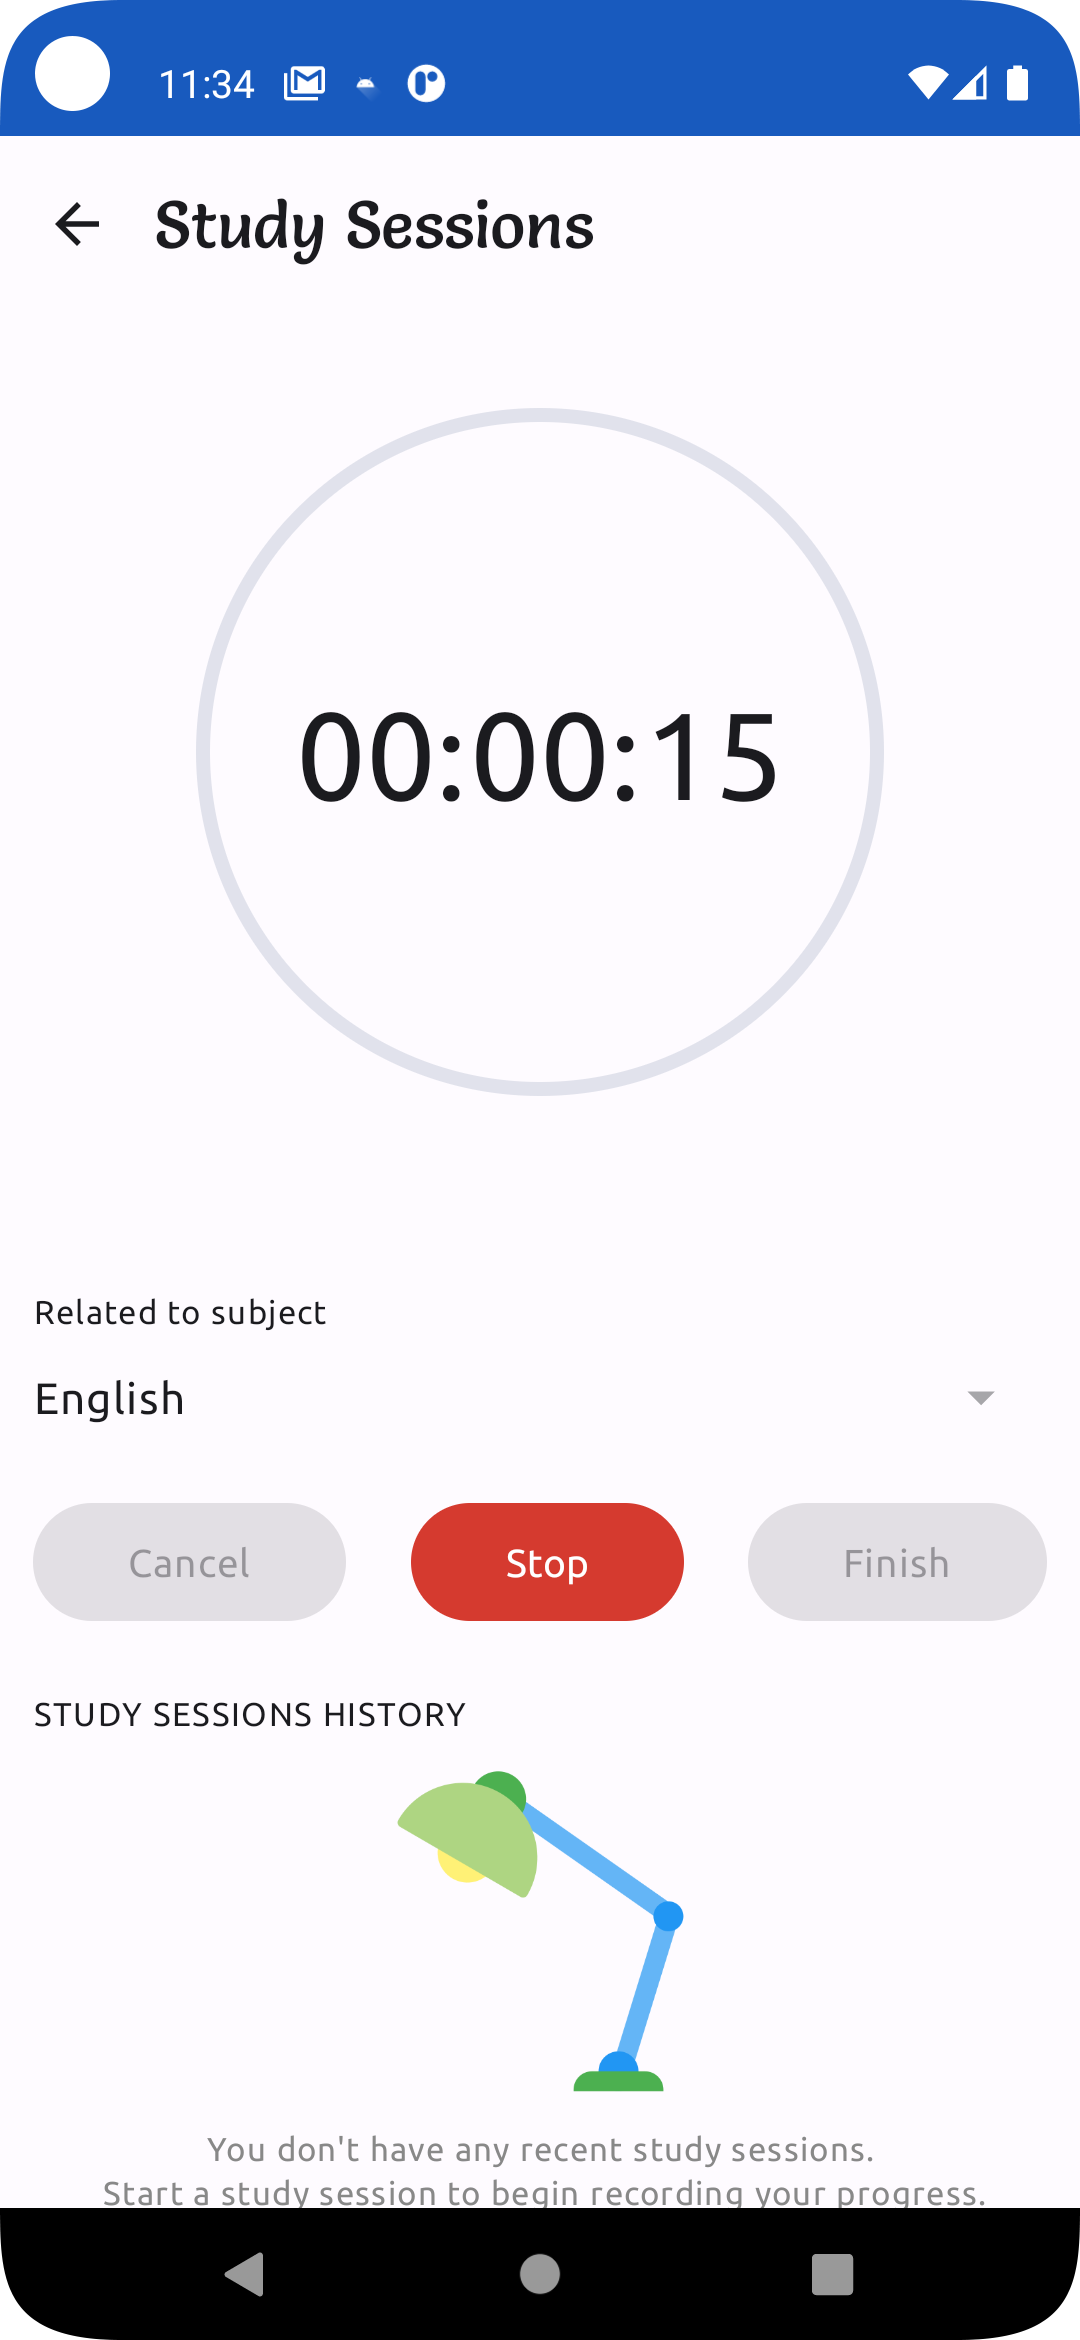 11:34
Study Sessions
00:00:15
Related to subject
English
Cancel
Stop
Finish
STUDY SESSIONS HISTORY
You don't have any recent study sessions.
Start a study session to begin recording your progress.